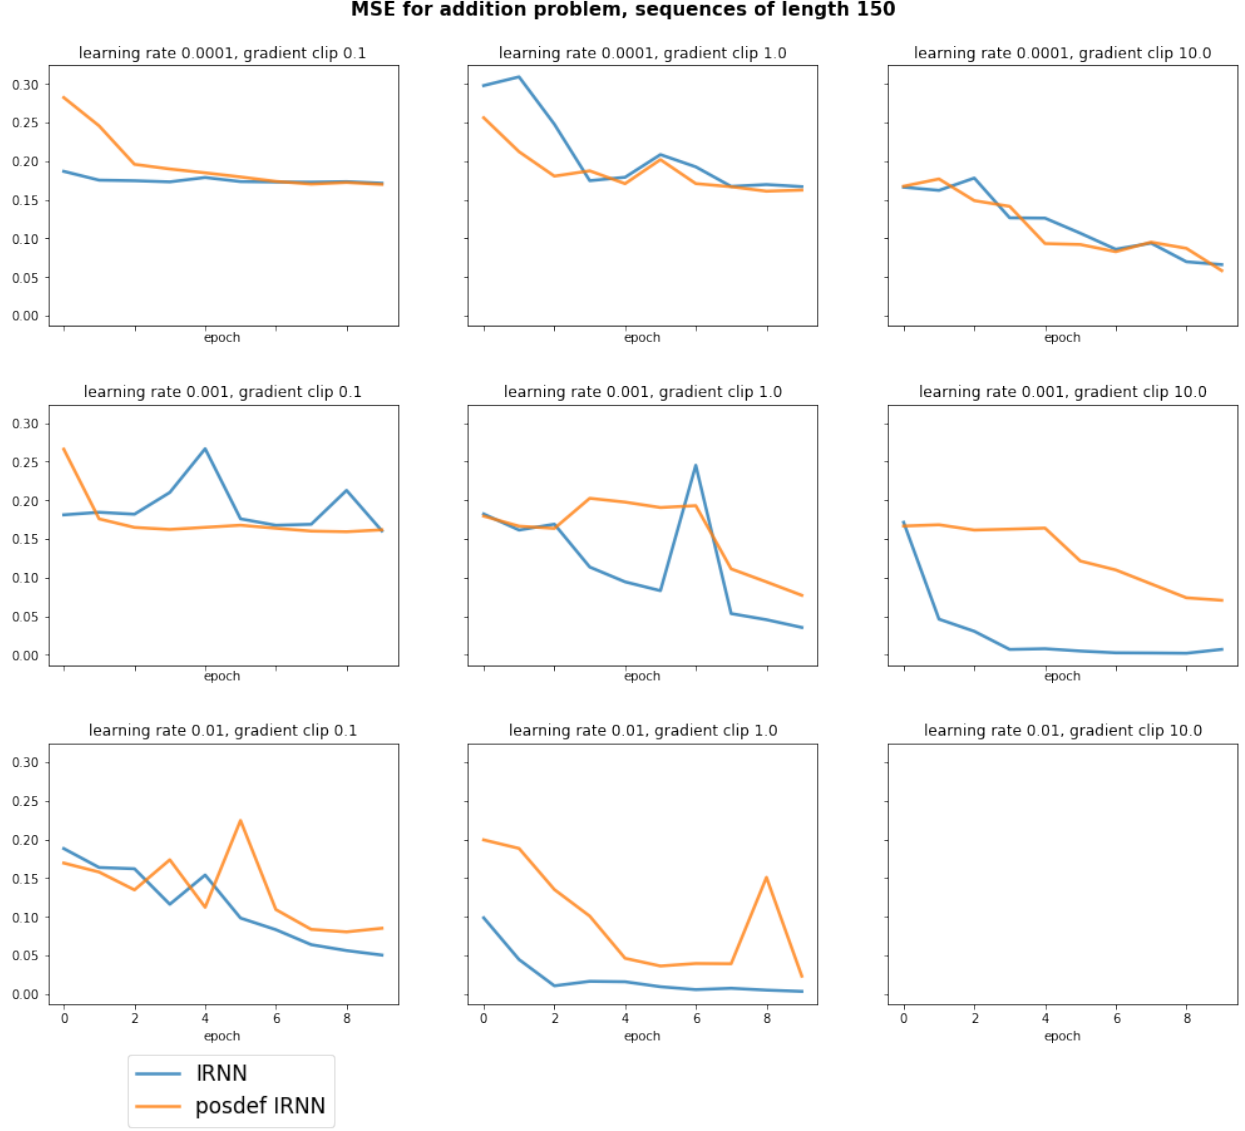 MSE for addition problem, sequences of length 150
learning rate 0.0001, gradient clip 0.1
learning rate 0.0001, gradient clip 1.0
learning rate 0.0001, gradient clip 10.0
0.30
0.25
0.20
0.15
0.10
0.05
0.00
epoch
epoch
epoch
learning rate 0.001, gradient clip 0.1
learning rate 0.001, gradient clip 1.0
learning rate 0.001, gradient clip 10.0
0.30
0.25
0.20
0.15
0.10
0.05
0.00
epoch
epoch
epoch
learning rate 0.01, gradient clip 0.1
learning rate 0.01, gradient clip 1.0
learning rate 0.01, gradient clip 10.0
0.30
0.25
0.20
0.15
0.10
0.05
0.00
0 2 4 6 8
0 2 4 6 8
0 2 4 6 8
epoch
epoch
epoch
IRNN
posdef IRNN